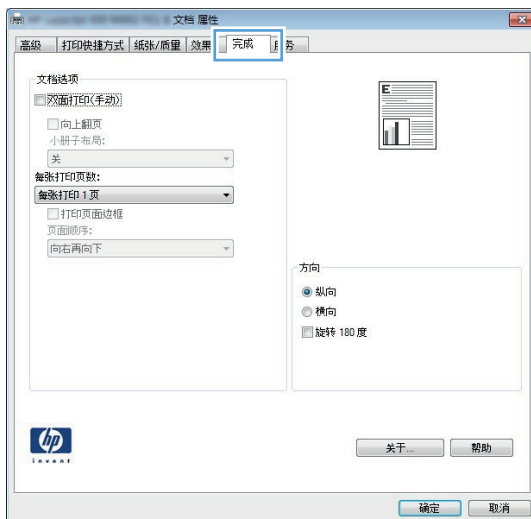 文档 属性
高级 打印快捷方式 纸张/质量 效果 完成 服务
文档选项
双面打印(手动)
向上翻页
小册子布局:
关
每张打印页数:
每张打印 1 页
打印页面边框
页面顺序:
向右再向下
E
方向
纵向
横向
旋转 180 度
hp
invent
关于...
帮助
确定
取消